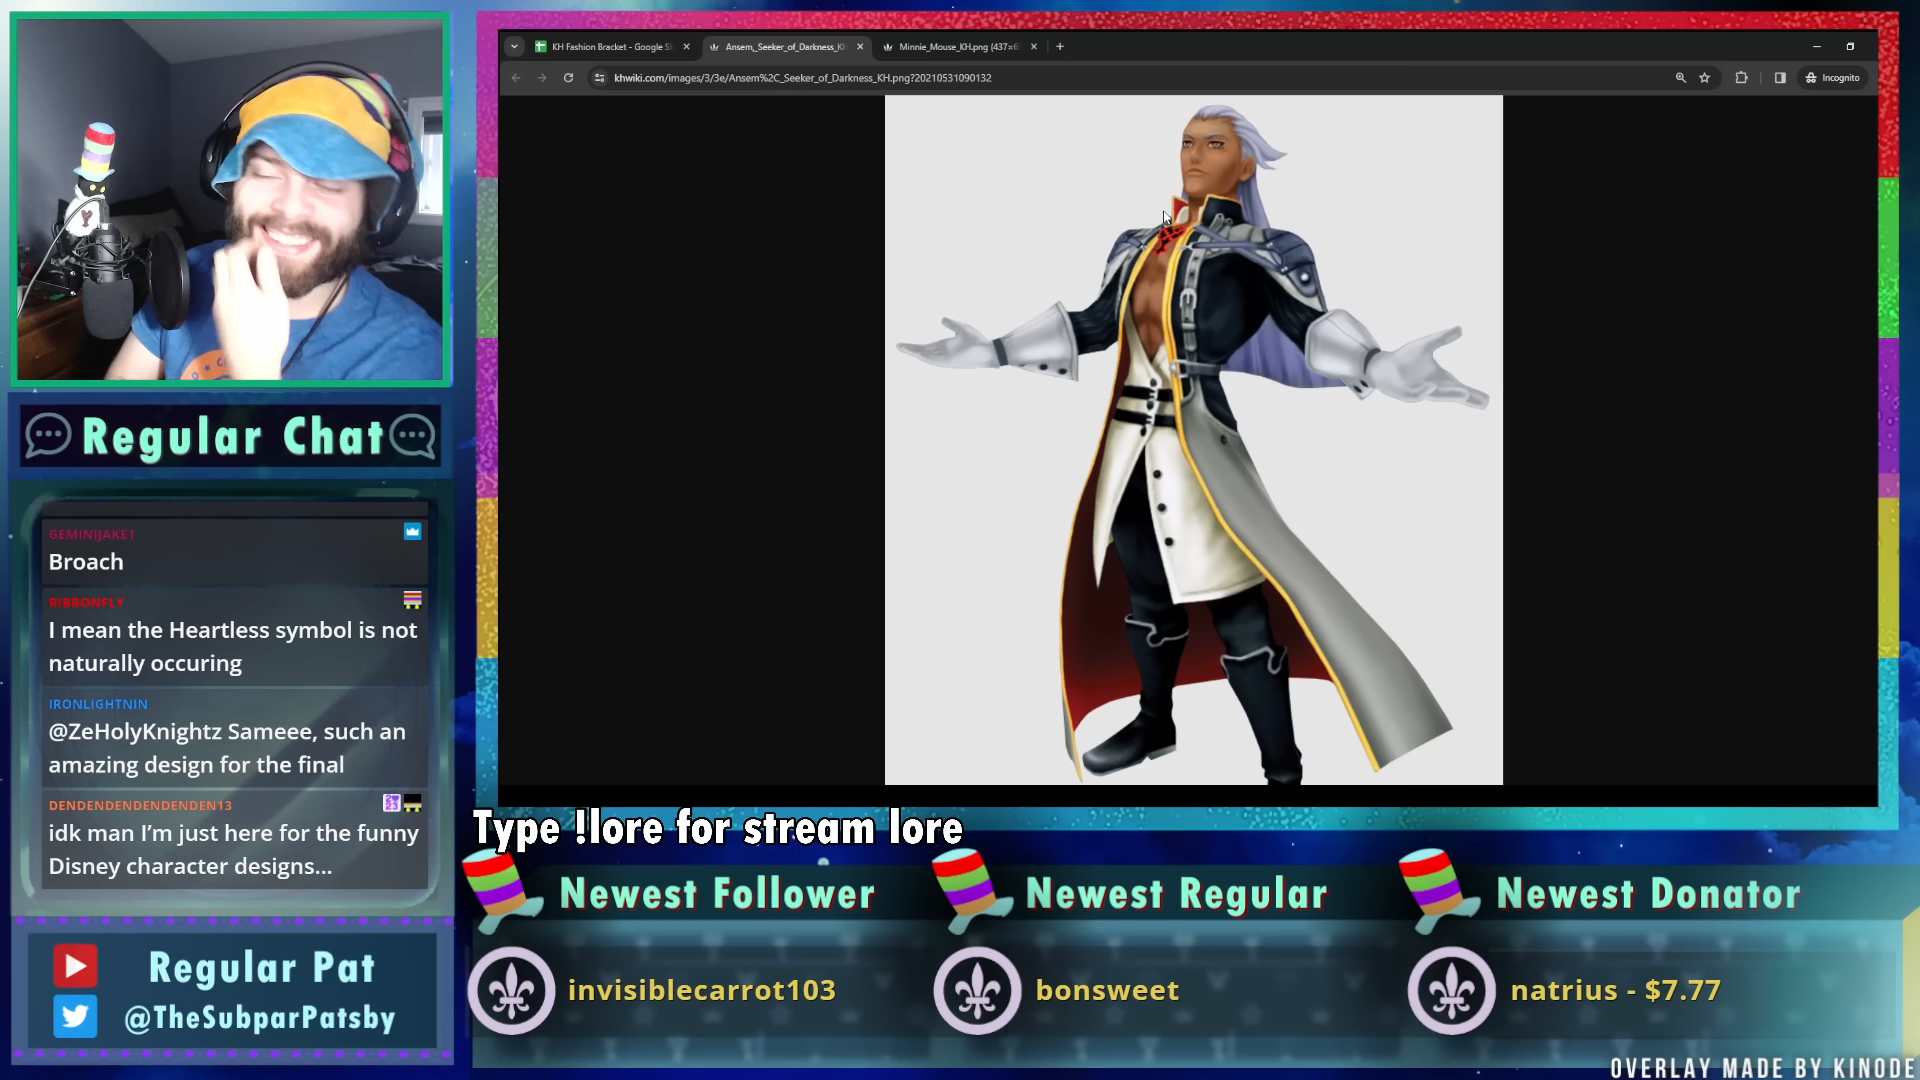 KH Fashion Bracket - Google S
Ansem,_Seeker_of_Darkness_K
Minnie_Mouse_KH.png (437×6
khwiki.com/images/3/3e/Ansem%2C_Seeker_of_Darkness_KH.png?20210531090132
Incognito
Regular Chat
GEMINIJAKE1
Broach
RIBBONFLY
I mean the Heartless symbol is not
naturally occuring
IRONLIGHTNIN
@ZeHolyKnightz Sameee, such an
amazing design for the final
DENDENDENDENDENDEN13
idk man I'm just here for the funny
Disney character designs...
Regular Pat
@TheSubparPatsby
Type !lore for stream lore
Newest Follower
invisiblecarrot103
Newest Regular
bonsweet
Newest Donator
natrius - $7.77
OVERLAY MADE BY KINODE